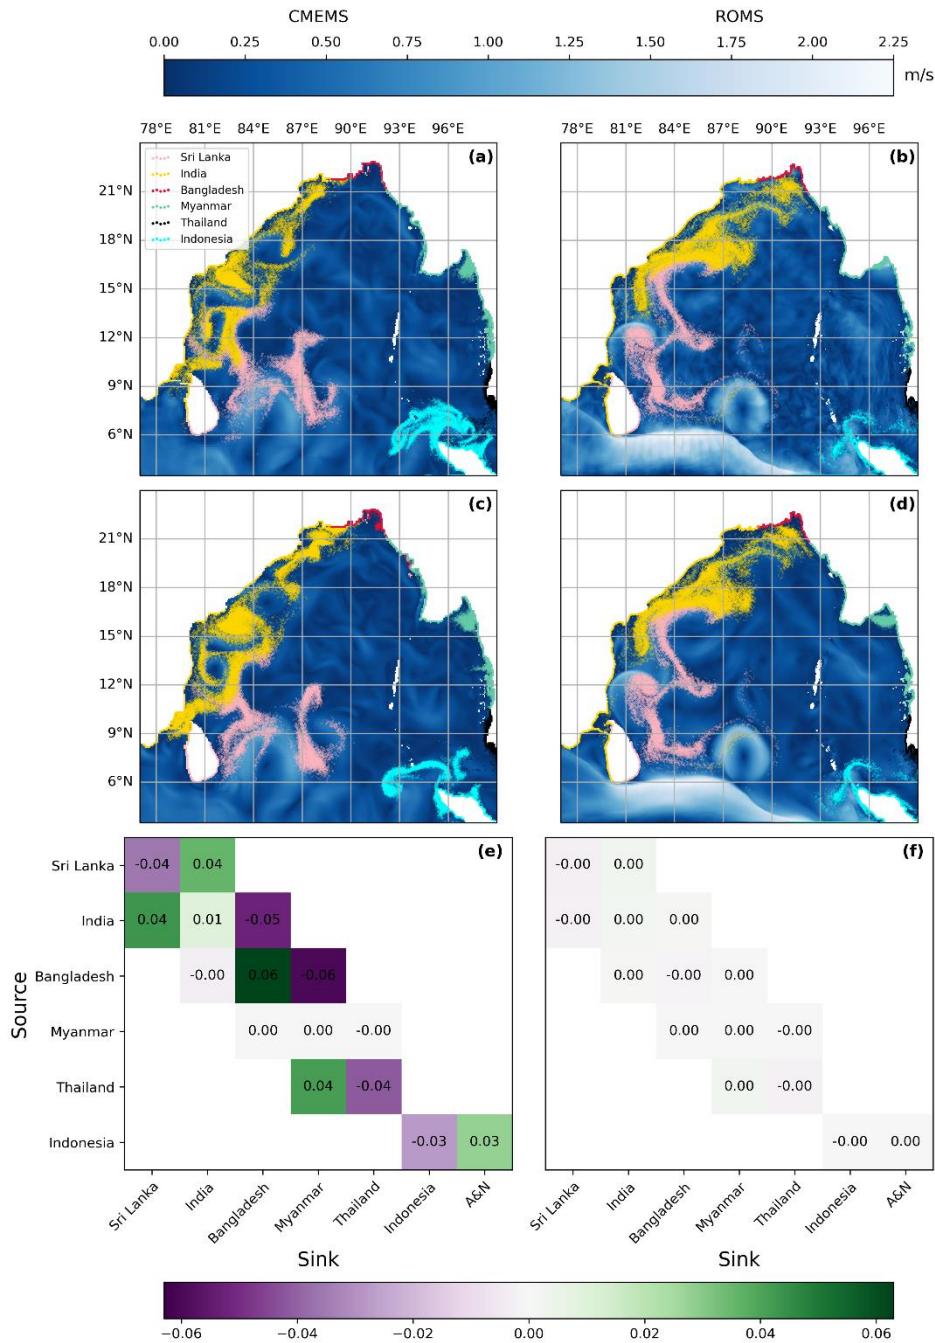 CMEMS ROMS
0.00 0.25 0.50 0.75 1.00 1.25 1.50 1.75 2.00 2.25
m/s
78°E 81°E 84°E 87°E 90°E 93°E 96°E 78°E 81°E 84°E 87°E 90°E 93°E 96°E
(a) (b)
Sri Lanka
India
Bangladesh
Myanmar
Thailand
Indonesia
21°N
18°N
15°N
12°N
9°N
6°N
(c) (d)
21°N
18°N
15°N
12°N
9°N
6°N
(e) (f)
Source
Sri Lanka -0.04 0.04 -0.00 0.00
India 0.04 0.01 -0.05 -0.00 0.00 0.00
Bangladesh -0.00 0.06 -0.06 0.00 -0.00 0.00
Myanmar 0.00 0.00 -0.00 0.00 0.00 -0.00
Thailand 0.04 -0.04 0.00 -0.00
Indonesia -0.03 0.03 -0.00 0.00
Sri Lanka India Bangladesh Myanmar Thailand Indonesia A&N Sri Lanka India Bangladesh Myanmar Thailand Indonesia A&N
Sink Sink
−0.06 −0.04 −0.02 0.00 0.02 0.04 0.06